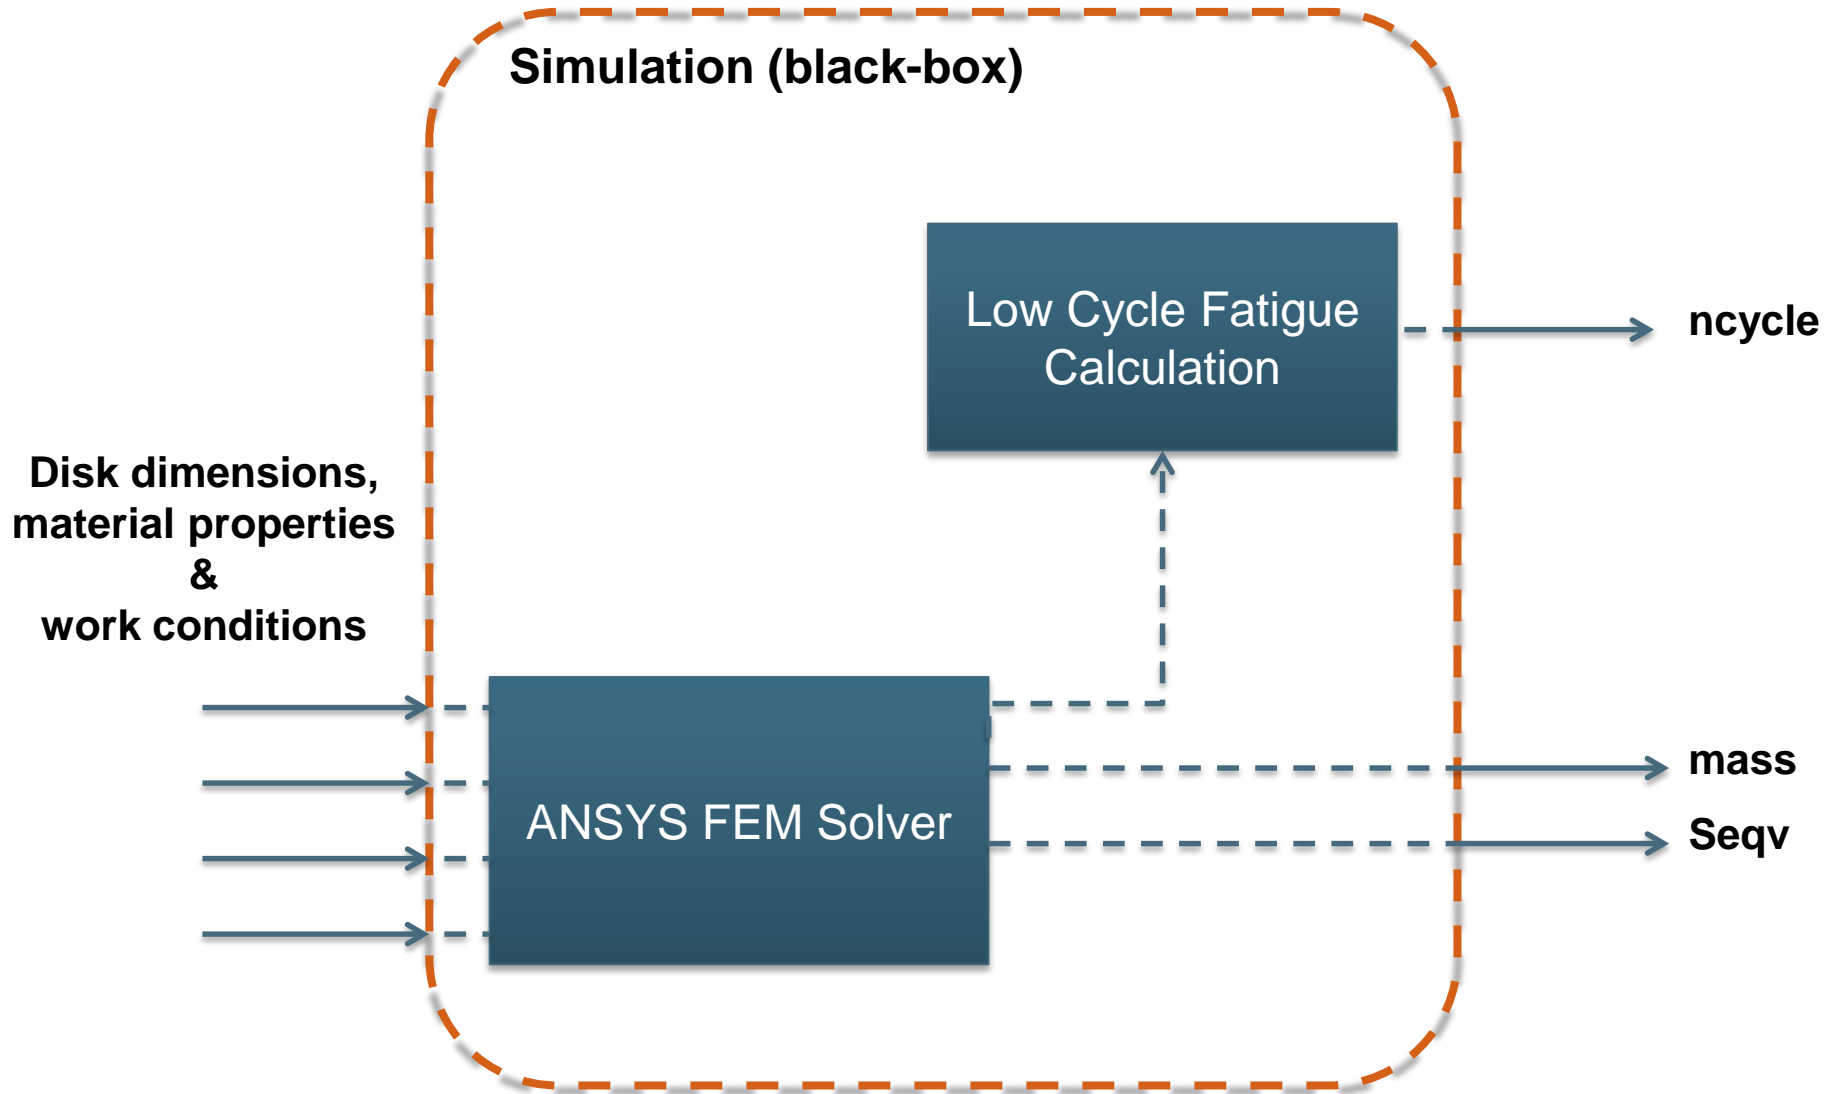 Simulation (black-box)
Low Cycle Fatigue
Calculation
ncycle
Disk dimensions,
material properties
&
work conditions
ANSYS FEM Solver
mass
Seqv